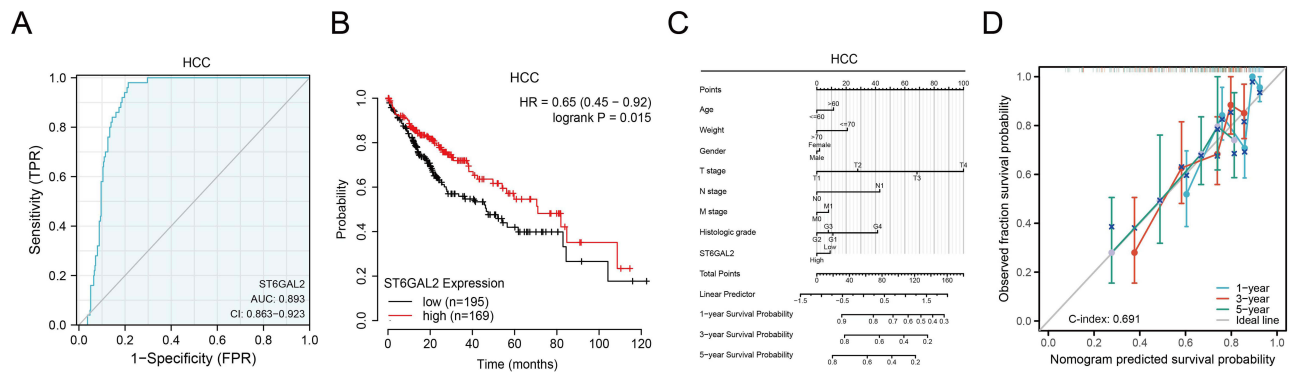 A
HCC
1.0
0.8
0.6
0.4
0.2
0.0
Sensitivity (TPR)
ST6GAL2
AUC: 0.893
CI: 0.863−0.923
0.0 0.2 0.4 0.6 0.8 1.0
1−Specificity (FPR)
B
HCC
HR = 0.65 (0.45 − 0.92)
logrank P = 0.015
1.0
0.8
0.6
0.4
0.2
0.0
Probability
ST6GAL2 Expression
low (n=195)
high (n=169)
0 20 40 60 80 100 120
Time (months)
C
HCC
Points
0 20 40 60 80 100
Age
>60
<=60
Weight
<=70
>70
Gender
Female
Male
T stage
T2 T4
T1 T3
N stage
N1
N0
M stage
M1
M0
Histologic grade
G3 G4
G2 G1
ST6GAL2
Low
High
Total Points
0 40 80 120 160
Linear Predictor
−1.5 −0.5 0.5 1.5
1−year Survival Probability
0.9 0.8 0.7 0.6 0.5 0.4 0.3
3−year Survival Probability
0.8 0.6 0.4 0.2
5−year Survival Probability
0.8 0.6 0.4 0.2
D
1.0
0.8
0.6
0.4
0.2
0.0
Observed fraction survival probability
1−year
3−year
5−year
Ideal line
C−index: 0.691
0.0 0.2 0.4 0.6 0.8 1.0
Nomogram predicted survival probability